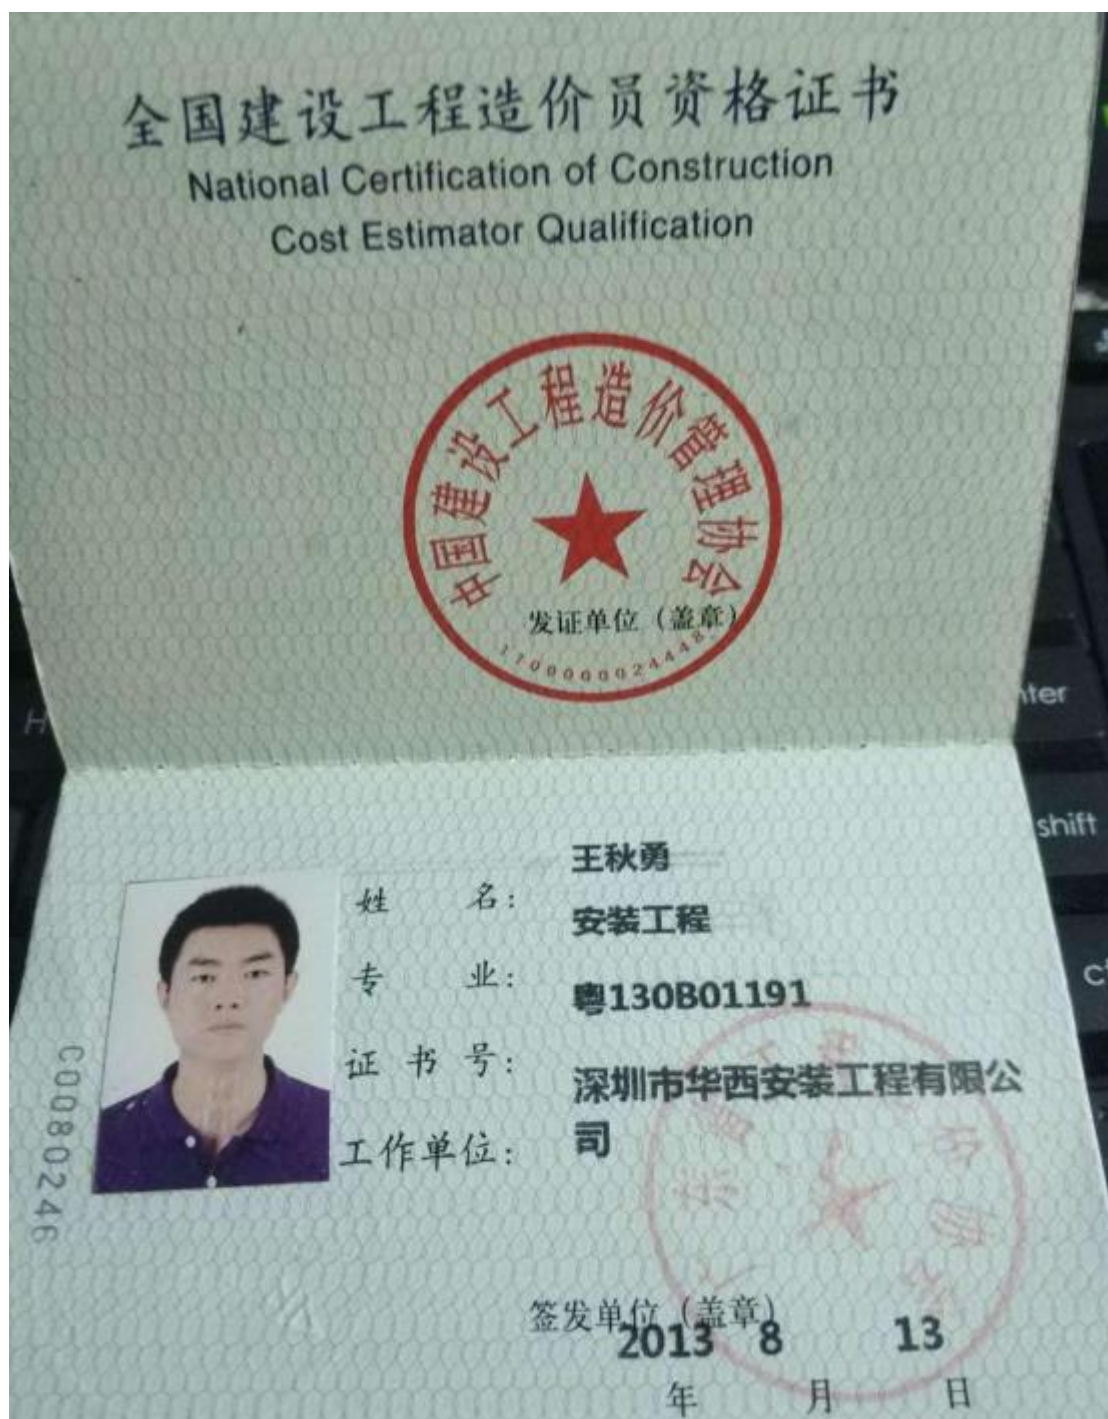 全国建设工程造价员资格证书
National Certification of Construction
Cost Estimator Qualification
中国建设工程造价管理协会
发证单位（盖章）
1100000024448
nter
shift
H
姓 名： 王秋勇
专 业： 安装工程
证 书 号： 粤130B01191
工作单位： 深圳市华西安装工程有限公
司
C0080246
签发单位（盖章）
2013 8 13
年 月 日